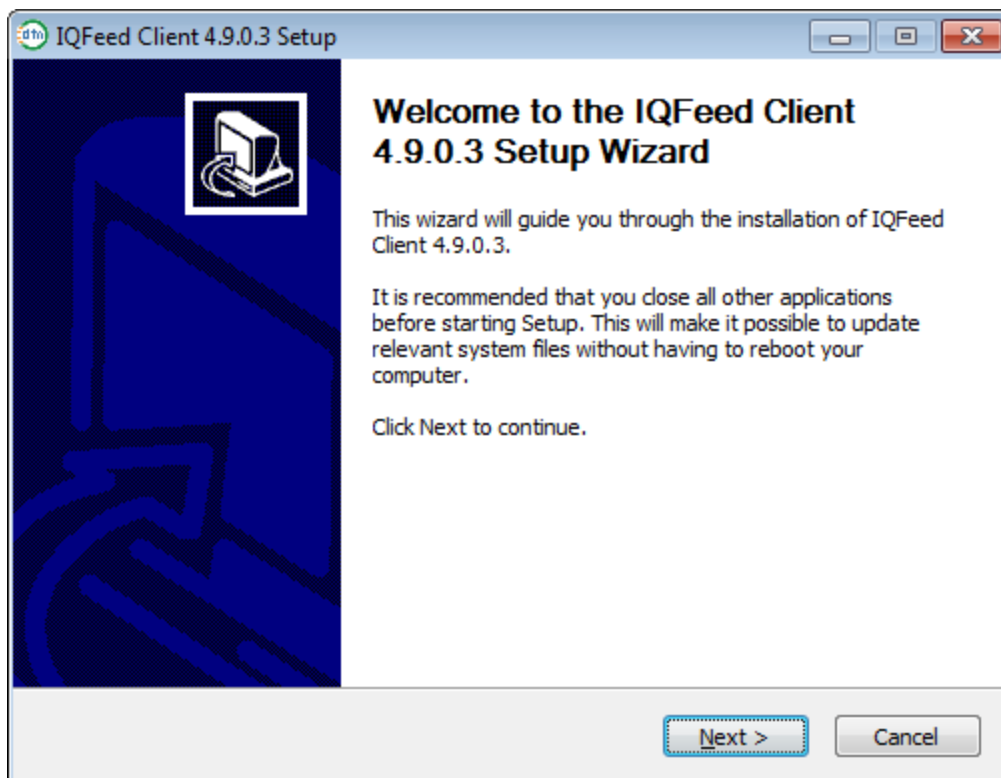 dtn
IQFeed Client 4.9.0.3 Setup
Welcome to the IQFeed Client
4.9.0.3 Setup Wizard
This wizard will guide you through the installation of IQFeed
Client 4.9.0.3.
It is recommended that you close all other applications
before starting Setup. This will make it possible to update
relevant system files without having to reboot your
computer.
Click Next to continue.
Next >
Cancel